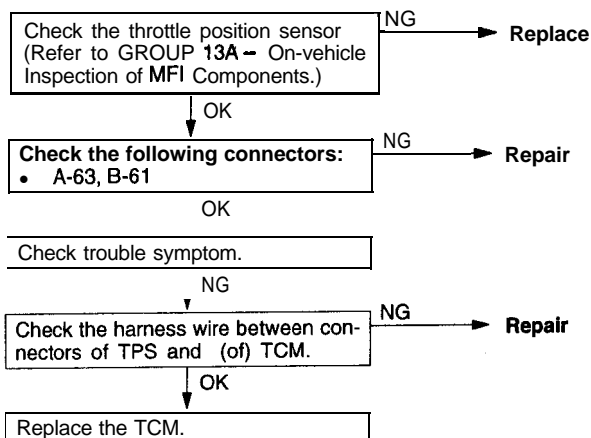 Check the throttle position sensor
(Refer to GROUP 13A – On-vehicle
Inspection of MFI Components.)
NG
Replace
OK
Check the following connectors:
• A-63, B-61
NG
Repair
OK
Check trouble symptom.
NG
Check the harness wire between con-
nectors of TPS and (of) TCM.
NG
Repair
OK
Replace the TCM.